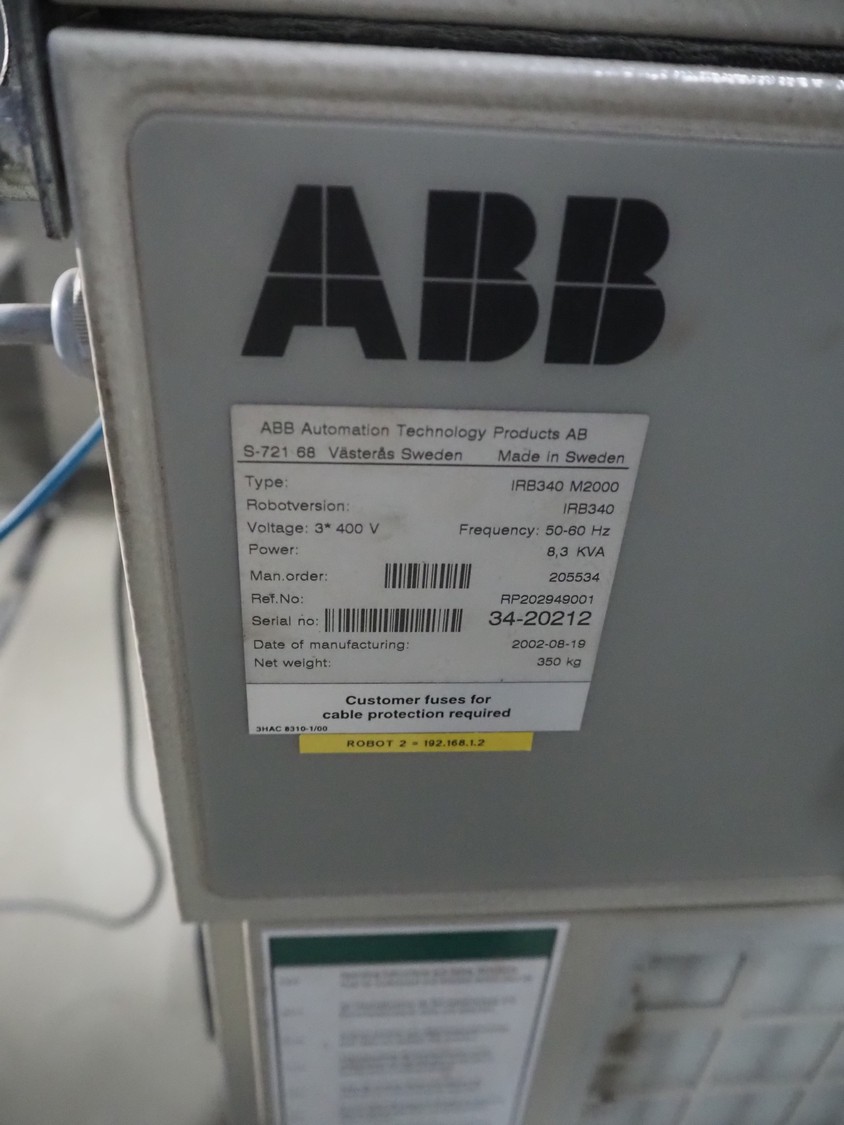 ABB
ABB Automation Technology Products AB
S-721 68 Västerås Sweden Made in Sweden
Type: IRB340 M2000
Robotversion: IRB340
Voltage: 3* 400 V Frequency: 50-60 Hz
Power: 8,3 KVA
Man.order: 205534
Ref.No: RP202949001
Serial no: 34-20212
Date of manufacturing: 2002-08-19
Net weight: 350 kg
Customer fuses for
cable protection required
3HAC 8310-1/00
ROBOT 2 = 192.168.1.2